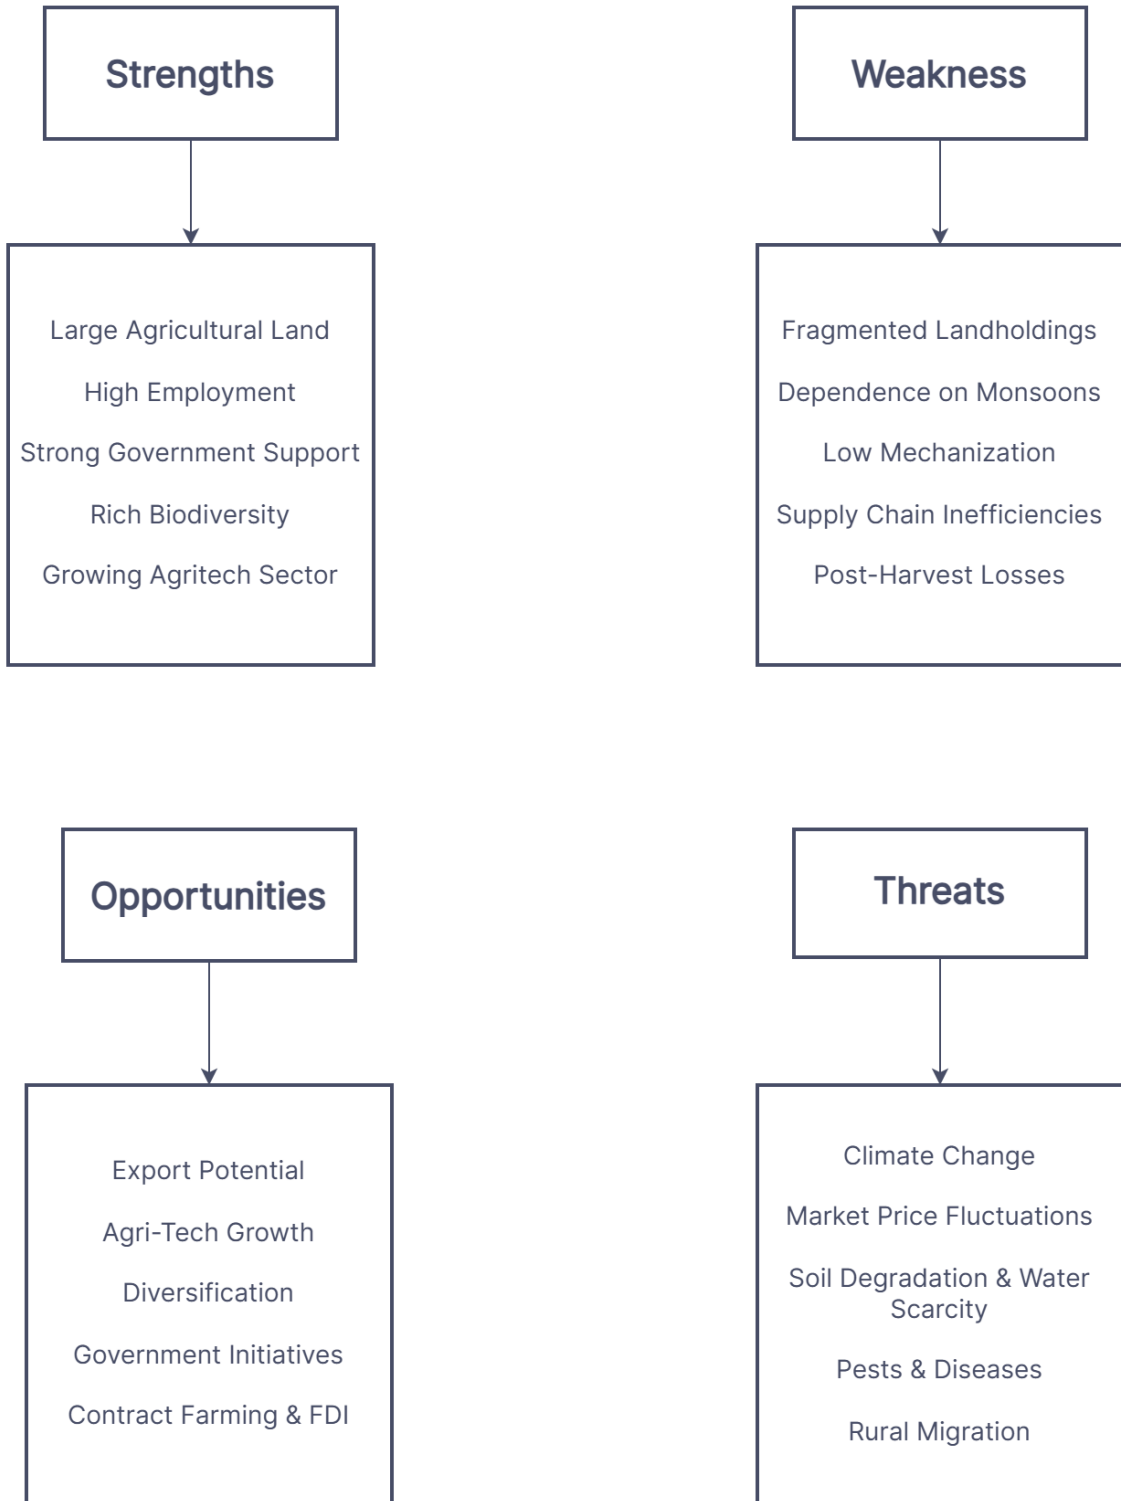 Strengths
Large Agricultural Land
High Employment
Strong Government Support
Rich Biodiversity
Growing Agritech Sector
Weakness
Fragmented Landholdings
Dependence on Monsoons
Low Mechanization
Supply Chain Inefficiencies
Post-Harvest Losses
Opportunities
Export Potential
Agri-Tech Growth
Diversification
Government Initiatives
Contract Farming & FDI
Threats
Climate Change
Market Price Fluctuations
Soil Degradation & Water
Scarcity
Pests & Diseases
Rural Migration